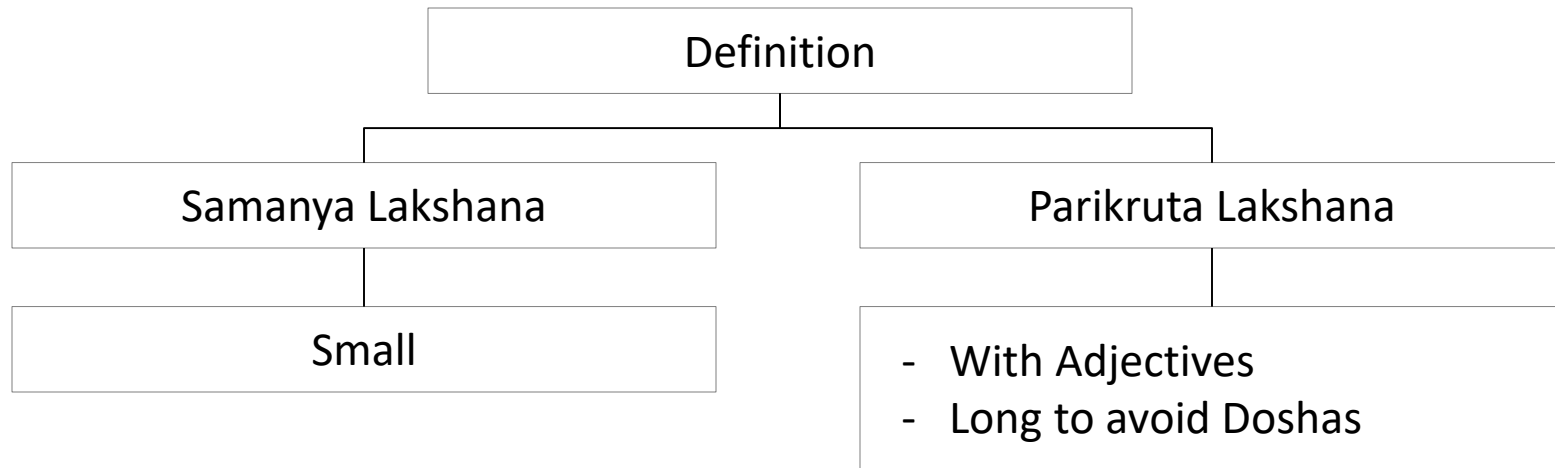 Definition
Samanya Lakshana
Parikruta Lakshana
Small
- With Adjectives
- Long to avoid Doshas